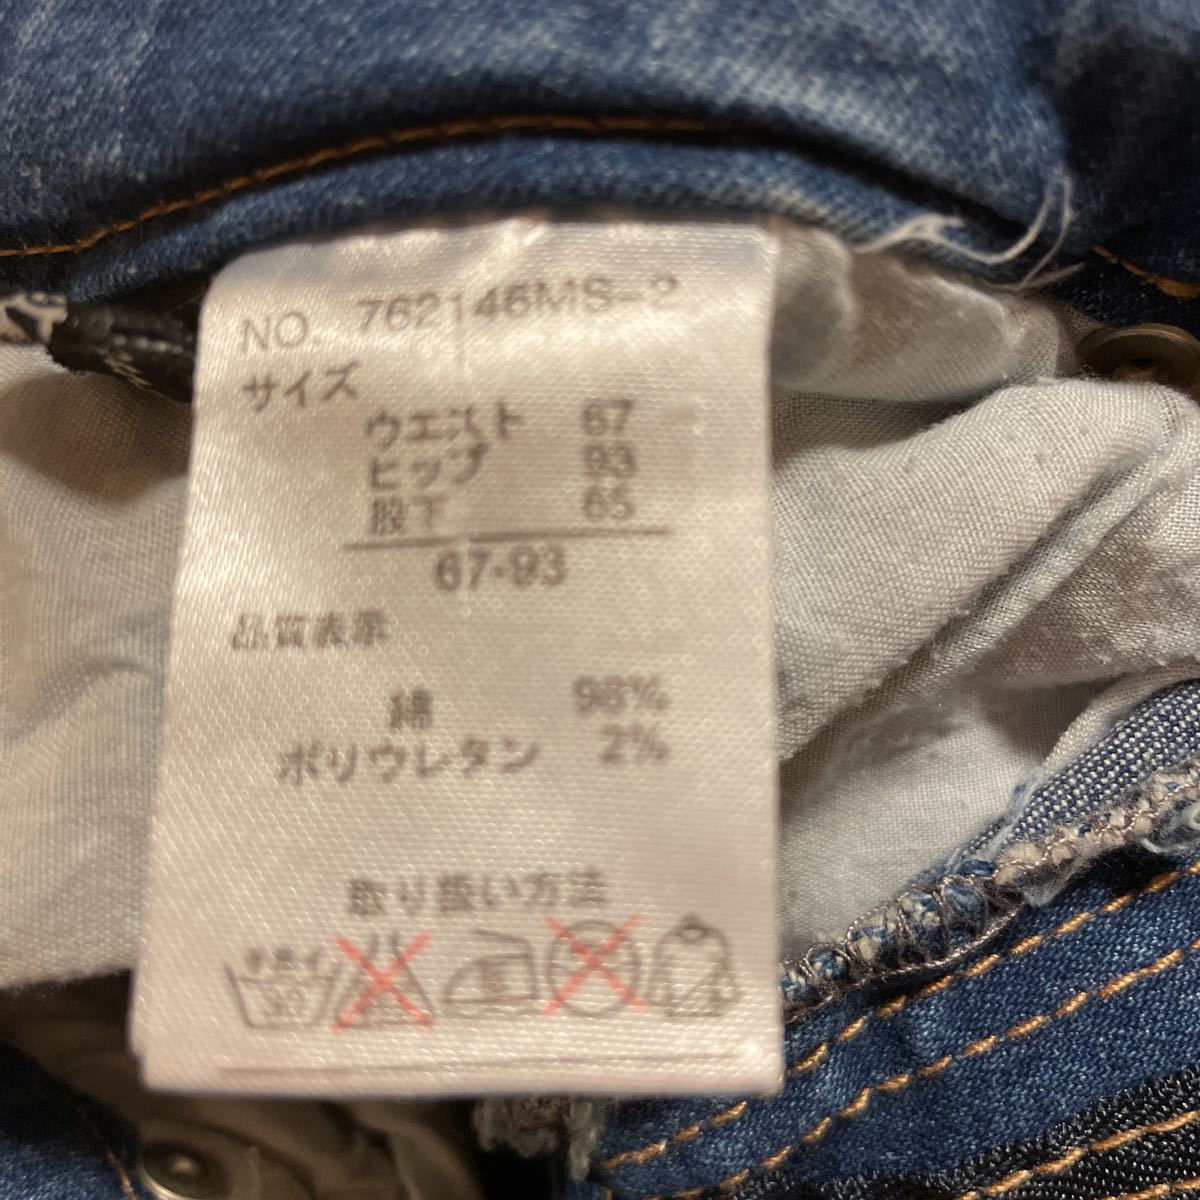 NO. 762146MS-2
サイズ
ウエスト 67
ヒップ 93
股下 65
67-93
品質表示
綿 98%
ポリウレタン 2%
取り扱い方法
30